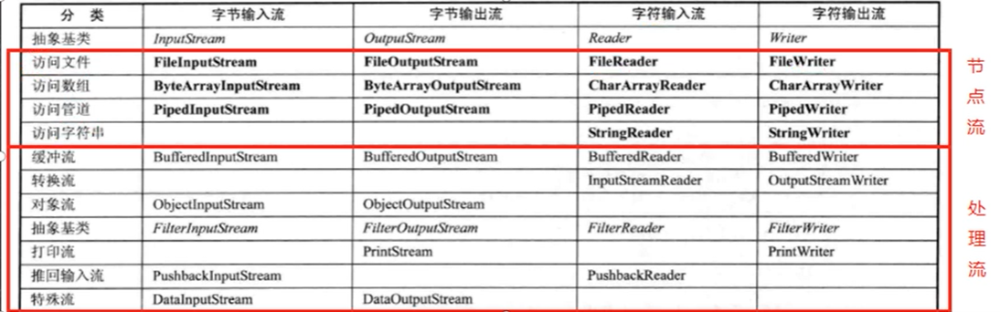 分 类 字节输入流 字节输出流 字符输入流 字符输出流
抽象基类 InputStream OutputStream Reader Writer
访问文件 FileInputStream FileOutputStream FileReader FileWriter
访问数组 ByteArrayInputStream ByteArrayOutputStream CharArrayReader CharArrayWriter
访问管道 PipedInputStream PipedOutputStream PipedReader PipedWriter
访问字符串 StringReader StringWriter
缓冲流 BufferedInputStream BufferedOutputStream BufferedReader BufferedWriter
转换流 InputStreamReader OutputStreamWriter
对象流 ObjectInputStream ObjectOutputStream
抽象基类 FilterInputStream FilterOutputStream FilterReader FilterWriter
打印流 PrintStream PrintWriter
推回输入流 PushbackInputStream PushbackReader
特殊流 DataInputStream DataOutputStream
节点流
处理流